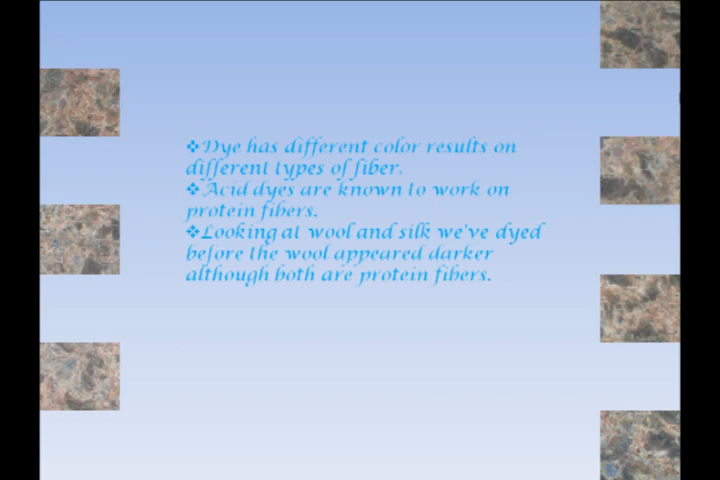 ❖Dye has different color results on
different types of fiber.
❖Acid dyes are known to work on
protein fibers.
❖Looking at wool and silk we've dyed
before the wool appeared darker
although both are protein fibers.